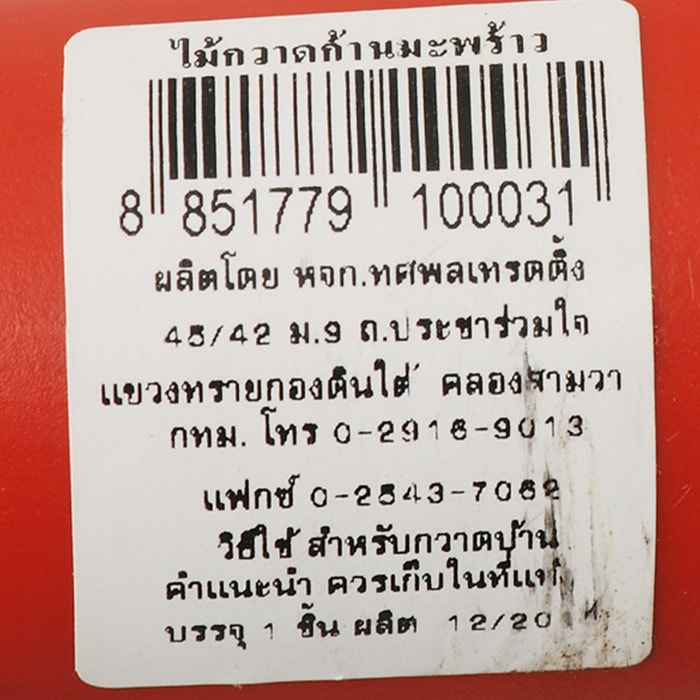 ไม้กวาดก้านมะพร้าว
8 851779 100031
ผลิตโดย หจก.ทศพลเทรดดิ้ง
45/42 ม.9 ถ.ประชาร่วมใจ
แขวงทรายกองดินใต้ คลองสามวา
กทม. โทร 0-2916-9013
แฟกซ์ 0-2543-7062
วิธีใช้ สำหรับกวาดบ้าน
คำแนะนำ ควรเก็บในที่แห้ง
บรรจุ 1 ชิ้น ผลิต